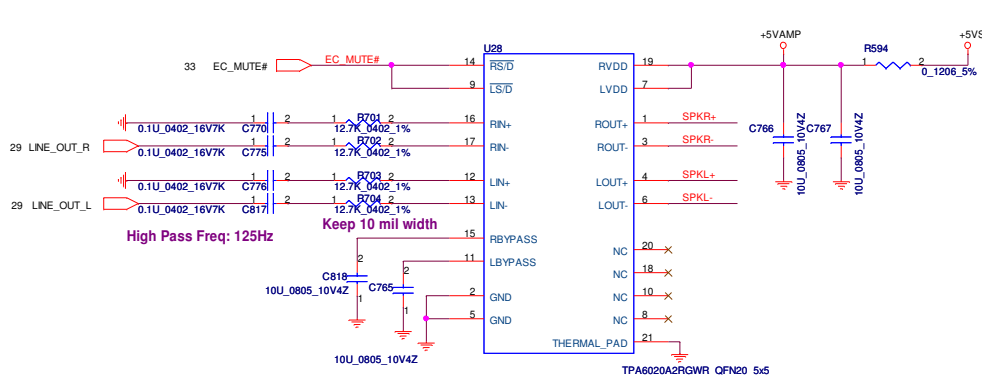 +5VAMP
+5VS
R594
1 2
0_1206_5%
U28
33 EC_MUTE#
EC_MUTE#
14 RS/D
9 LS/D
RVDD 19
LVDD 7
1 2 1 R701 2
16 RIN+
0.1U_0402_16V7K C770 12.7K_0402_1%
29 LINE_OUT_R
1 2 1 R702 2
17 RIN-
0.1U_0402_16V7K C775 12.7K_0402_1%
1 2 1 R703 2
12 LIN+
0.1U_0402_16V7K C776 12.7K_0402_1%
29 LINE_OUT_L
1 2 1 R704 2
13 LIN-
0.1U_0402_16V7K C817 12.7K_0402_1%
ROUT+ 1 SPKR+
ROUT- 3 SPKR-
LOUT+ 4 SPKL+
LOUT- 6 SPKL-
C766
10U_0805_10V4Z
C767
10U_0805_10V4Z
High Pass Freq: 125Hz
Keep 10 mil width
15 RBYPASS
11 LBYPASS
2
C818
10U_0805_10V4Z
1
2
C765
1
10U_0805_10V4Z
2 GND
5 GND
NC 20
NC 18
NC 10
NC 8
THERMAL_PAD 21
TPA6020A2RGWR_QFN20_5x5